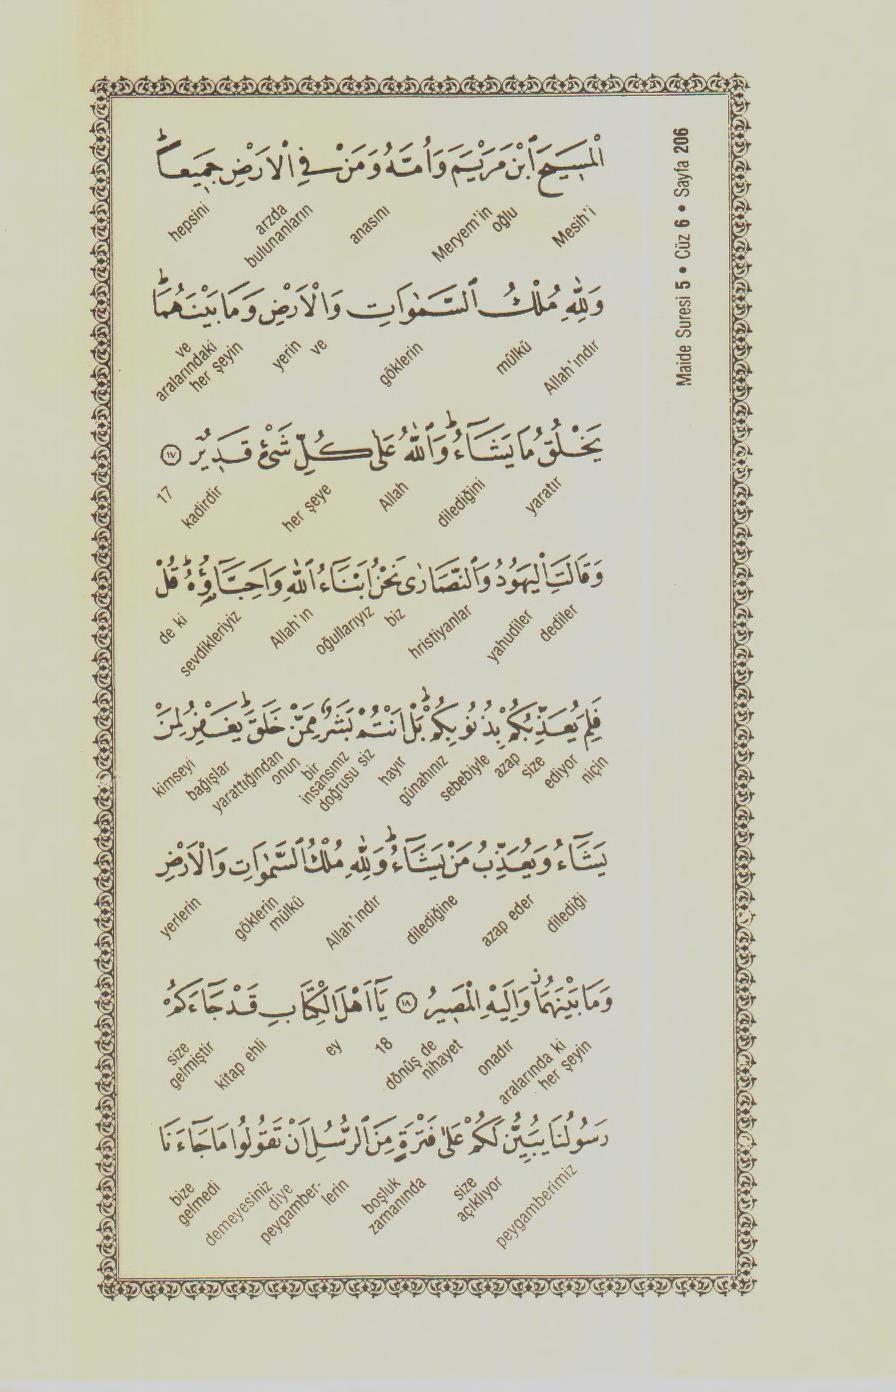 Maide Suresi 5 • Cüz 6 • Sayfa 206
الْمَسِيحَ ابْنَ مَرْيَمَ وَاُمَّهُ وَمَنْ فِي الْاَرْضِ جَمِيعاًۜ
Mesih'i oğlu Meryem'in anasını arzda bulunanların hepsini
وَلِلّٰهِ مُلْكُ السَّمٰوَاتِ وَالْاَرْضِ وَمَا بَيْنَهُمَاۜ
Allah'ındır mülkü göklerin ve yerin ve aralarındaki her şeyin
يَخْلُقُ مَا يَشَٓاءُۜ وَاللّٰهُ عَلٰى كُلِّ شَيْءٍ قَدِيرٌ ﴿١٧﴾
yaratır dilediğini Allah her şeye kadirdir 17
وَقَالَتِ الْيَهُودُ وَالنَّصَارٰى نَحْنُ اَبْنَٓاءُ اللّٰهِ وَاَحِبَّٓاؤُ۬هُۜ قُلْ
dediler yahudiler hristiyanlar biz oğullarıyız Allah'ın sevdikleriyiz de ki
فَلِمَ يُعَذِّبُكُمْ بِذُنُوبِكُمْۜ بَلْ اَنْتُمْ بَشَرٌ مِمَّنْ خَلَقَۜ يَغْفِرُ لِمَنْ
niçin ediyor size azap sebebiyle günahınız hayır doğrusu siz insansınız bir onun yarattığından bağışlar kimseyi
يَشَٓاءُ وَيُعَذِّبُ مَنْ يَشَٓاءُۜ وَلِلّٰهِ مُلْكُ السَّمٰوَاتِ وَالْاَرْضِ
dilediği azap eder dilediğine Allah'ındır mülkü göklerin yerlerin
وَمَا بَيْنَهُمَاۘ وَاِلَيْهِ الْمَصِيرُ ﴿١٨﴾ يَٓا اَهْلَ الْكِتَابِ قَدْ جَٓاءَكُمْ
aralarında ki her şeyin onadır nihayet dönüş de 18 ey kitap ehli gelmiştir size
رَسُولُنَا يُبَيِّنُ لَكُمْ عَلٰى فَتْرَةٍ مِنَ الرُّسُلِ اَنْ تَقُولُوا مَا جَٓاءَنَا
peygamberimiz açıklıyor size zamanında boşluk peygamber-lerin diye demeyesiniz gelmedi bize